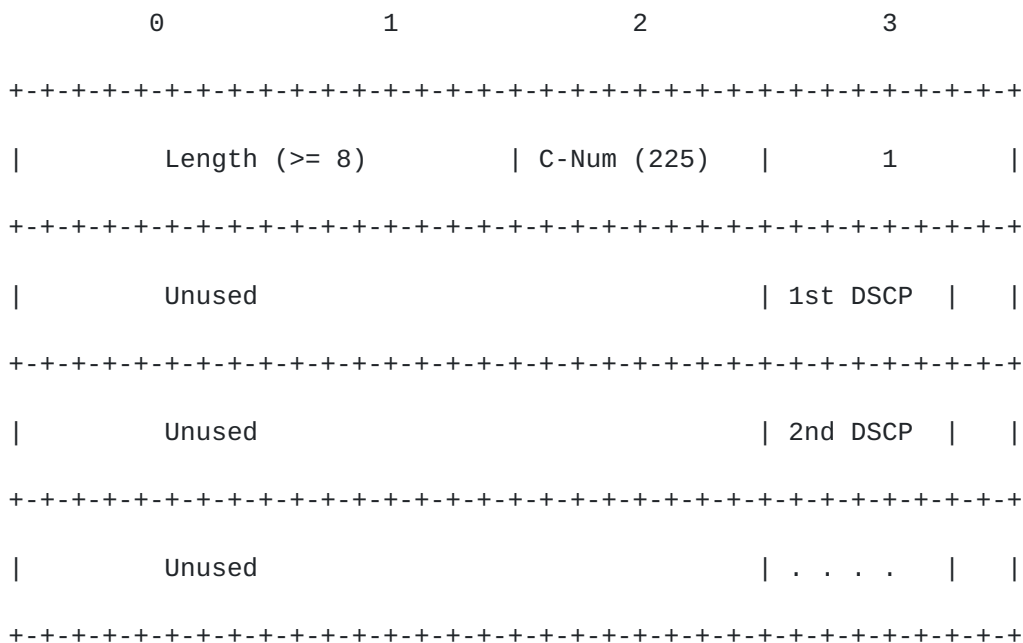 0 1 2 3
+-+-+-+-+-+-+-+-+-+-+-+-+-+-+-+-+-+-+-+-+-+-+-+-+-+-+-+-+-+-+-+-+
| Length (>= 8) | C-Num (225) | 1 |
+-+-+-+-+-+-+-+-+-+-+-+-+-+-+-+-+-+-+-+-+-+-+-+-+-+-+-+-+-+-+-+-+
| Unused | 1st DSCP | |
+-+-+-+-+-+-+-+-+-+-+-+-+-+-+-+-+-+-+-+-+-+-+-+-+-+-+-+-+-+-+-+-+
| Unused | 2nd DSCP | |
+-+-+-+-+-+-+-+-+-+-+-+-+-+-+-+-+-+-+-+-+-+-+-+-+-+-+-+-+-+-+-+-+
| Unused | . . . . | |
+-+-+-+-+-+-+-+-+-+-+-+-+-+-+-+-+-+-+-+-+-+-+-+-+-+-+-+-+-+-+-+-+